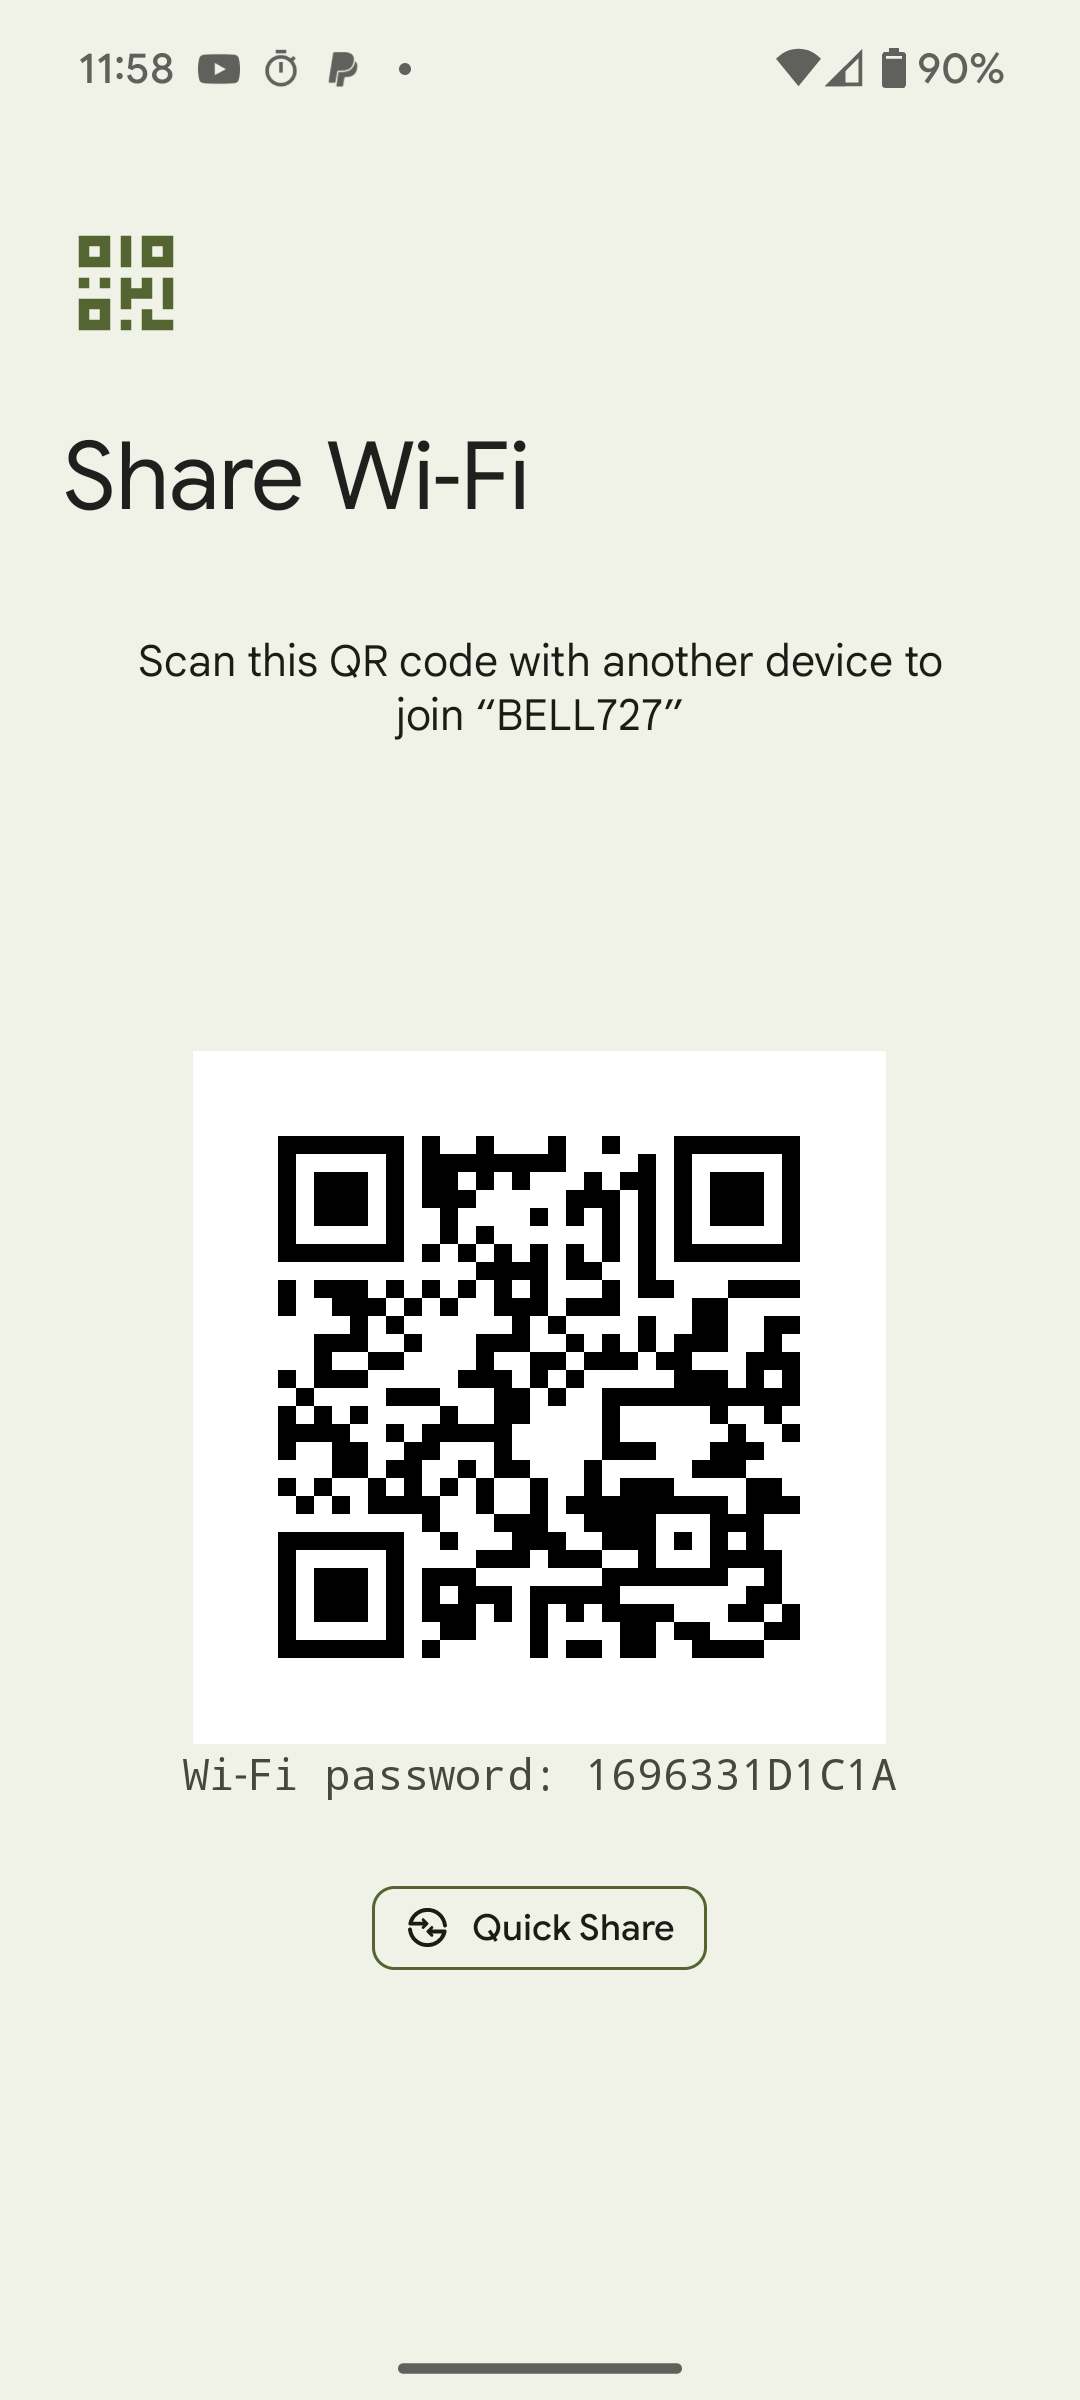 11:58 90%
Share Wi-Fi
Scan this QR code with another device to
join “BELL727”
Wi-Fi password: 1696331D1C1A
Quick Share